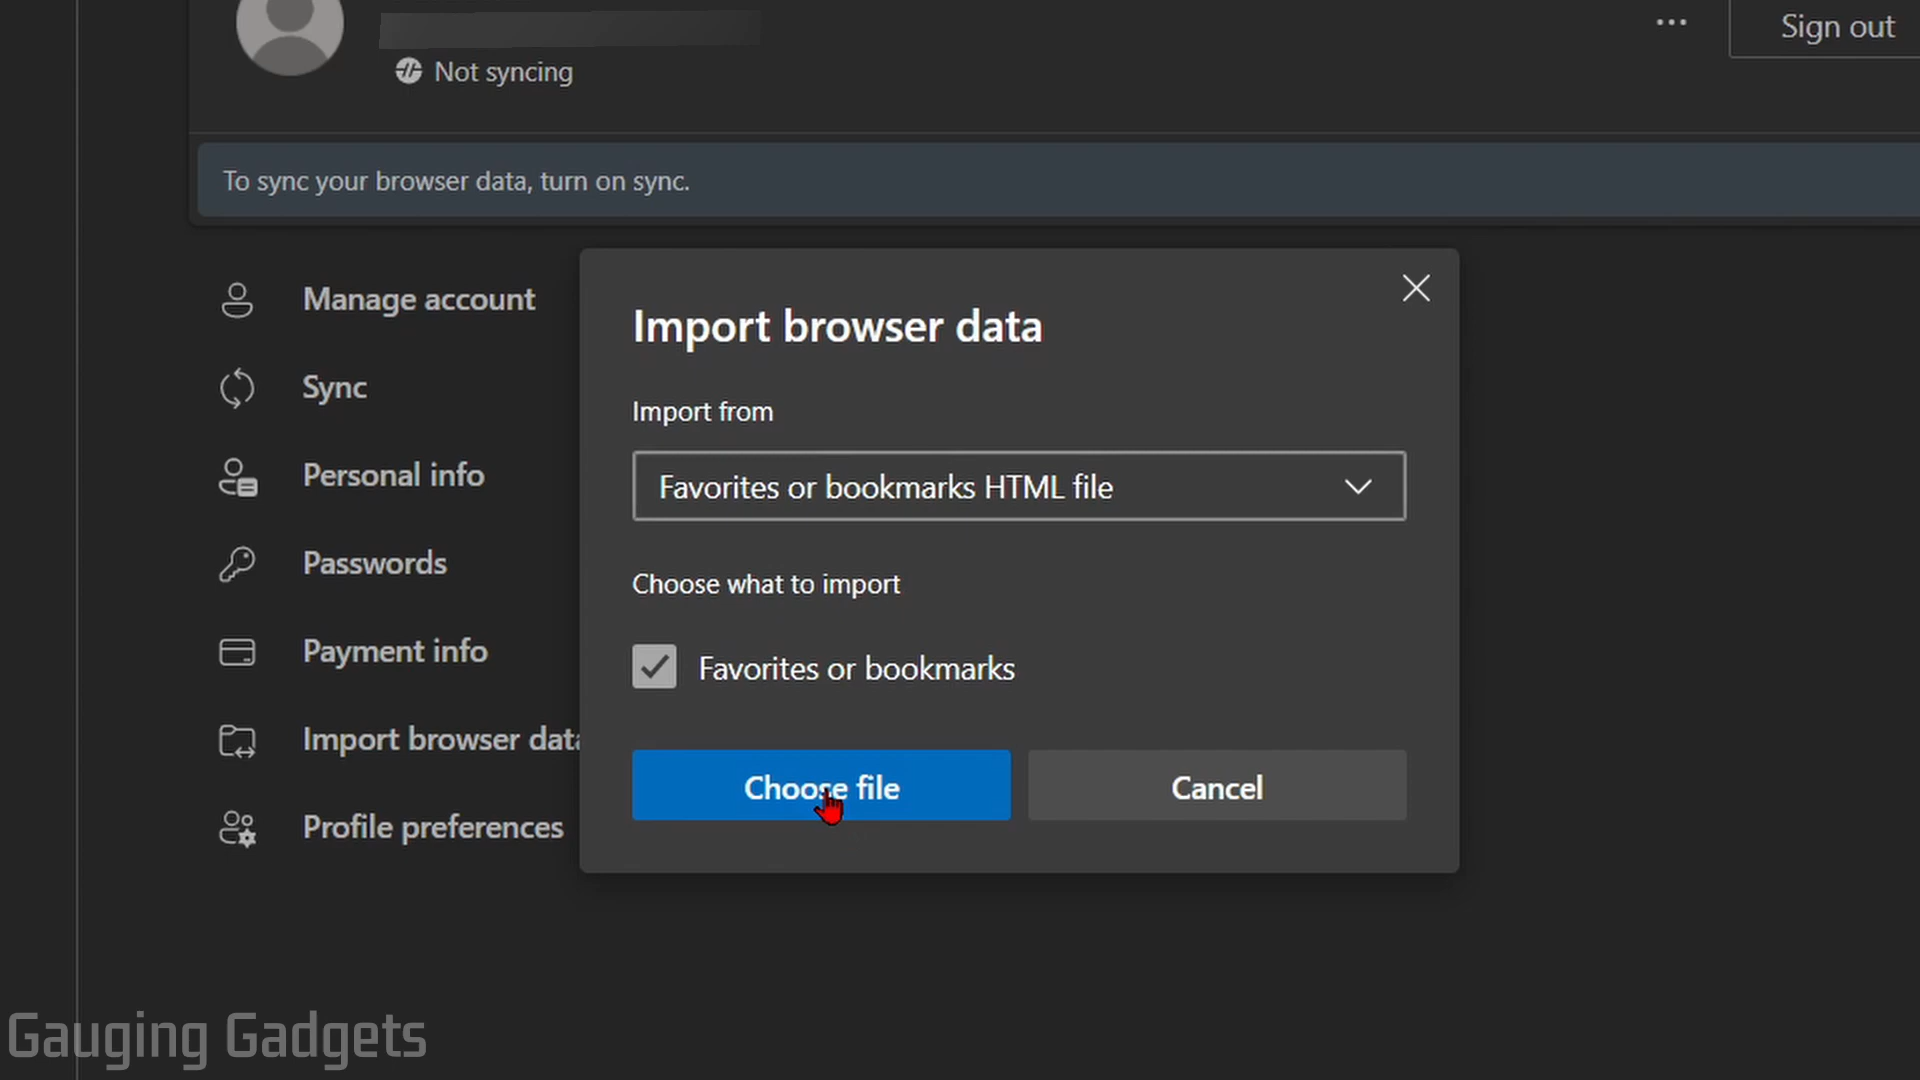 Sign out
Not syncing
To sync your browser data, turn on sync.
Manage account
Sync
Personal info
Passwords
Payment info
Import browser data
Profile preferences
Import browser data
Import from
Favorites or bookmarks HTML file
Choose what to import
Favorites or bookmarks
Choose file
Cancel
Gauging Gadgets